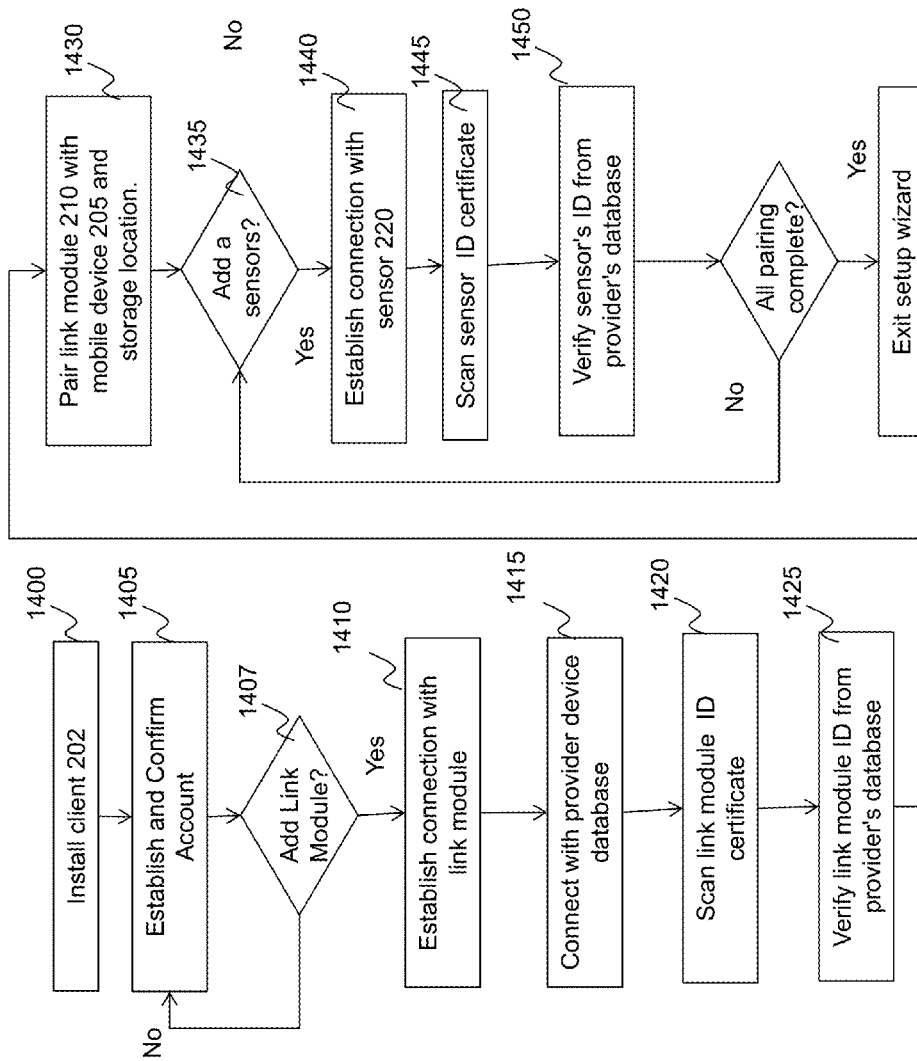 1400
Install client 202
1405
Establish and Confirm
Account
1407
Add Link
Module?
No
Yes
1410
Establish connection with
link module
1415
Connect with provider device
database
1420
Scan link module ID
certificate
1425
Verify link module ID from
provider's database
1430
Pair link module 210 with
mobile device 205 and
storage location.
1435
Add a
sensors?
No
Yes
1440
Establish connection with
sensor 220
1445
Scan sensor ID certificate
1450
Verify sensor's ID from
provider's database
All pairing
complete?
No
Yes
Exit setup wizard